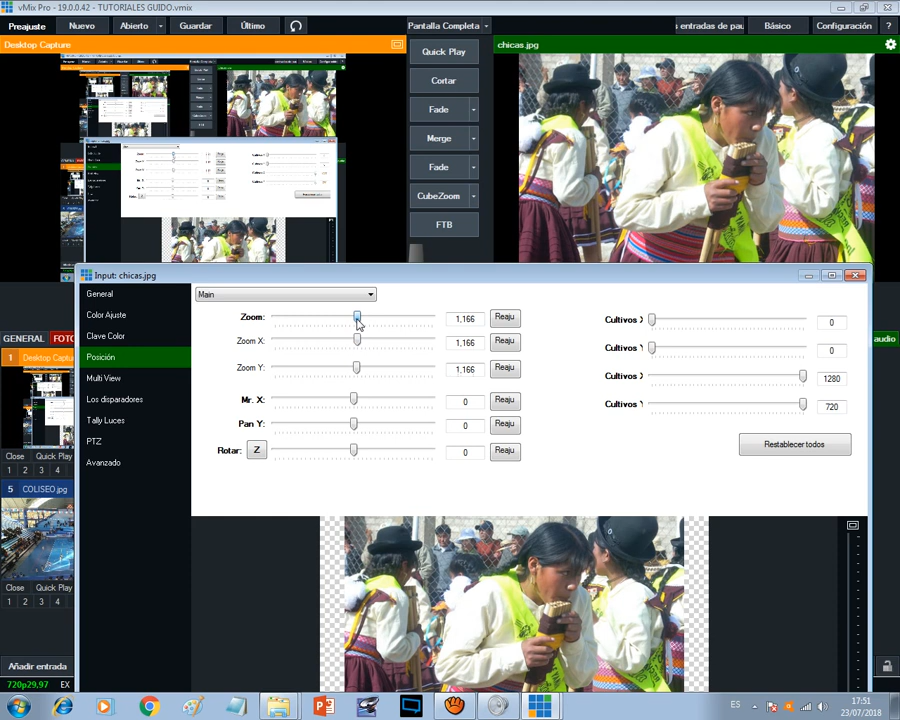 vMix Pro - 19.0.0.42 - TUTORIALES GUIDO.vmix
Preajuste Nuevo Abierto Guardar Último Pantalla Completa s entradas de pau Básico Configuración ?
Desktop Capture
chicas.jpg
Quick Play
Cortar
Fade
Merge
Fade
CubeZoom
FTB
Input: chicas.jpg
General
Color Ajuste
Clave Color
Posición
Multi View
Los disparadores
Tally Luces
PTZ
Avanzado
Main
Zoom: 1,166 Reaju
Zoom X: 1,166 Reaju
Zoom Y: 1,166 Reaju
Mr. X: 0 Reaju
Pan Y: 0 Reaju
Rotar: Z 0 Reaju
Cultivos X 0
Cultivos Y 0
Cultivos X 1280
Cultivos Y 720
Restablecer todos
GENERAL FOTO
audio
1 Desktop Captu
Close Quick Play
1 2 3 4
5 COLISEO.jpg
Close Quick Play
1 2 3 4
Añadir entrada
720p29,97 EX
ES
17:51
23/07/2018